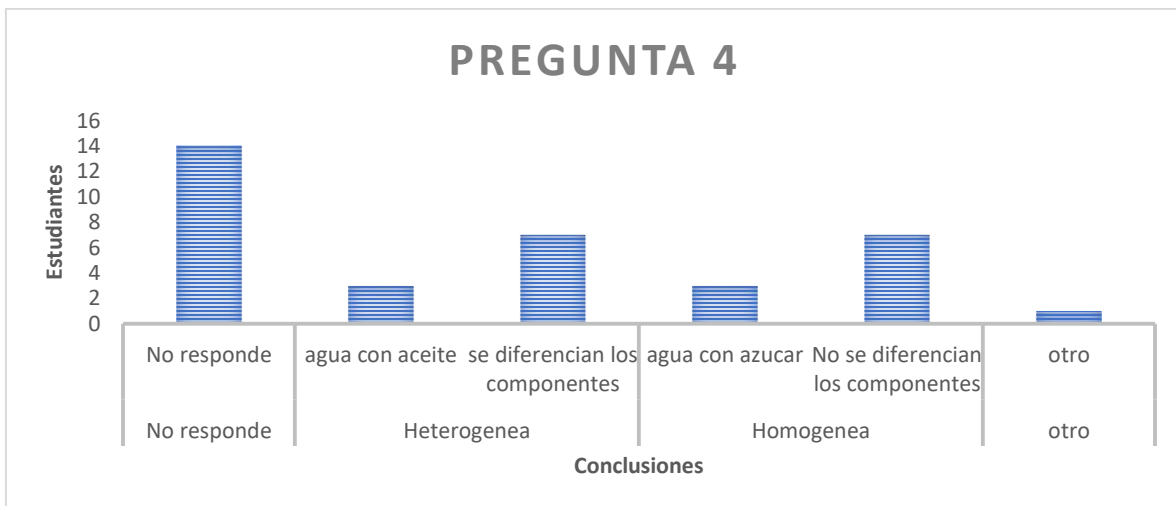 PREGUNTA 4
Estudiantes
16
14
12
10
8
6
4
2
0
No responde
agua con aceite
se diferencian los
componentes
agua con azucar
No se diferencian
los componentes
otro
No responde
Heterogenea
Homogenea
otro
Conclusiones